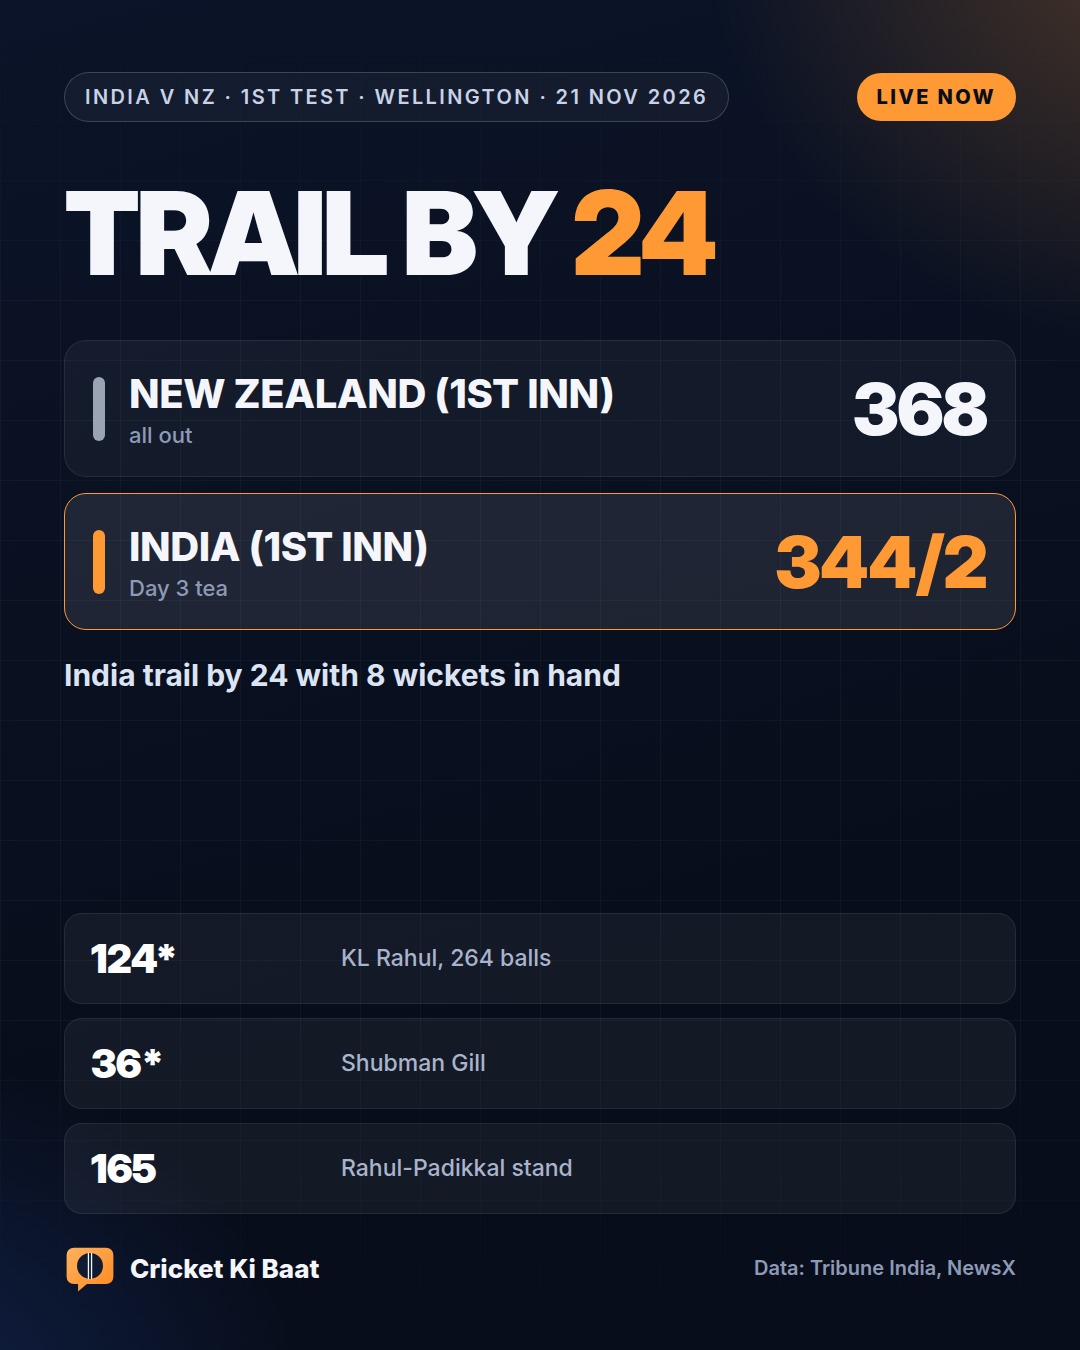 INDIA V NZ · 1ST TEST · WELLINGTON · 21 NOV 2026
LIVE NOW
TRAIL BY 24
NEW ZEALAND (1ST INN)
all out
368
INDIA (1ST INN)
Day 3 tea
344/2
India trail by 24 with 8 wickets in hand
124* KL Rahul, 264 balls
36* Shubman Gill
165 Rahul-Padikkal stand
Cricket Ki Baat
Data: Tribune India, NewsX